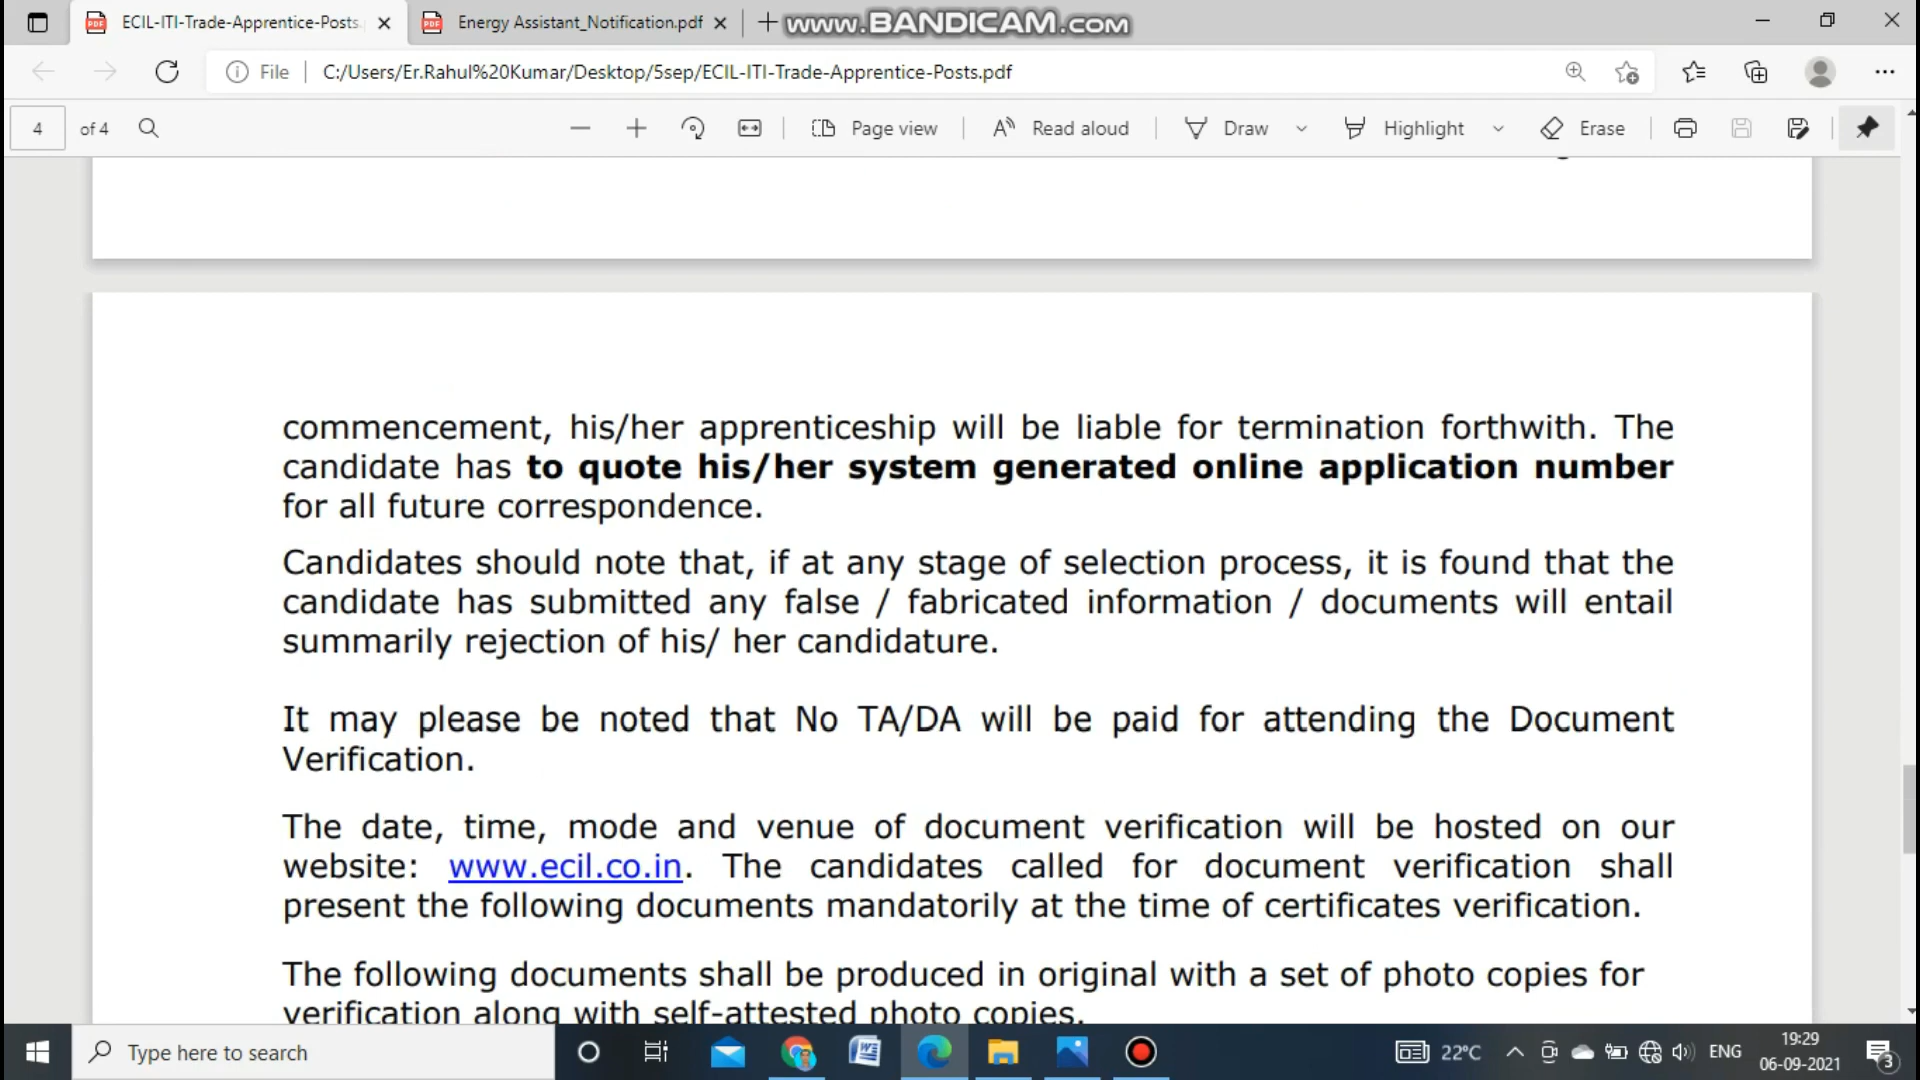 ECIL-ITI-Trade-Apprentice-Posts.
Energy Assistant_Notification.pdf
www.BANDICAM.com
File
C:/Users/Er.Rahul%20Kumar/Desktop/5sep/ECIL-ITI-Trade-Apprentice-Posts.pdf
4 of 4
Page view
Read aloud
Draw
Highlight
Erase
commencement, his/her apprenticeship will be liable for termination forthwith. The
candidate has to quote his/her system generated online application number
for all future correspondence.
Candidates should note that, if at any stage of selection process, it is found that the
candidate has submitted any false / fabricated information / documents will entail
summarily rejection of his/ her candidature.
It may please be noted that No TA/DA will be paid for attending the Document
Verification.
The date, time, mode and venue of document verification will be hosted on our
website: www.ecil.co.in. The candidates called for document verification shall
present the following documents mandatorily at the time of certificates verification.
The following documents shall be produced in original with a set of photo copies for
verification along with self-attested photo copies.
Type here to search
22°C
ENG
19:29
06-09-2021
3